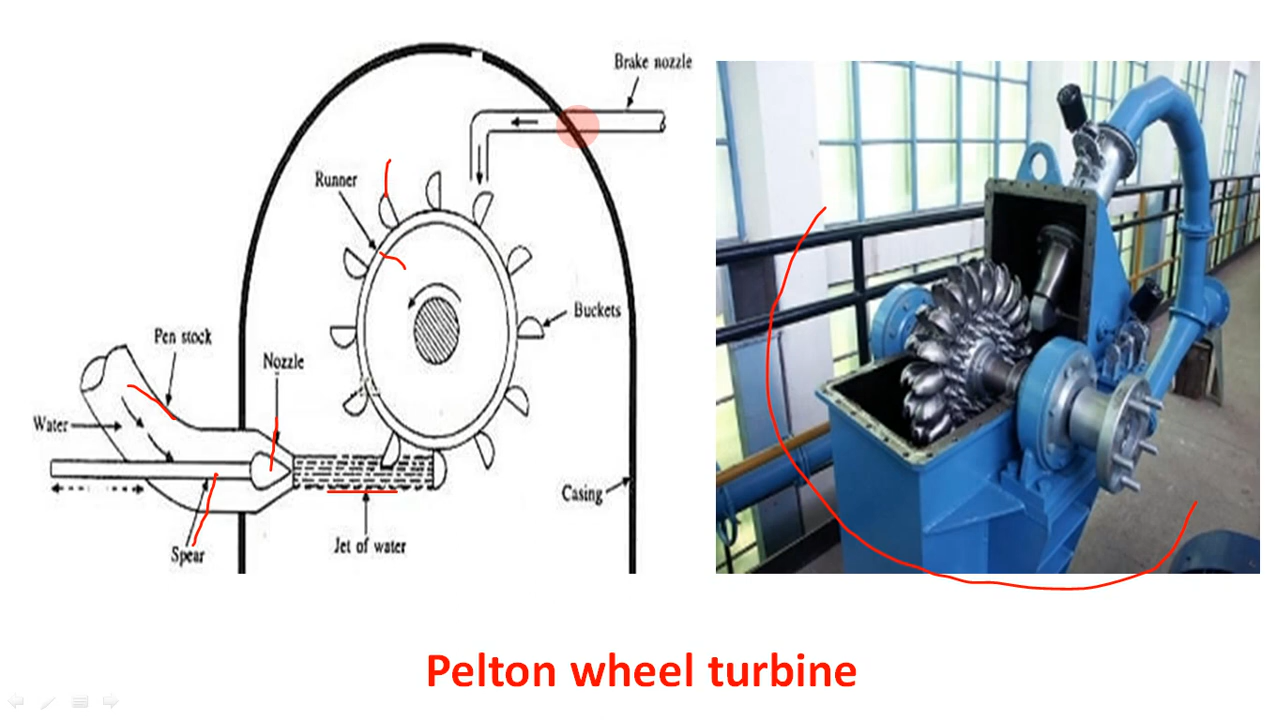 Brake nozzle
Runner
Buckets
Pen stock
Nozzle
Water
Casing
Spear
Jet of water
Pelton wheel turbine